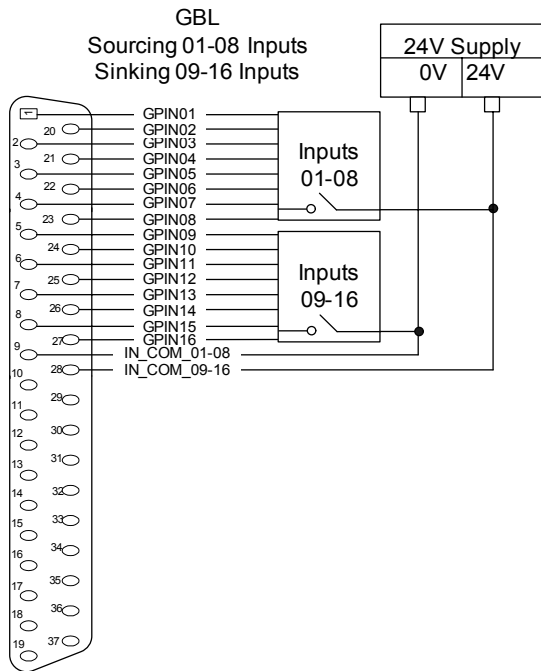 GBL
Sourcing 01-08 Inputs
Sinking 09-16 Inputs
24V Supply
0V 24V
1 GPIN01
20 GPIN02
2 GPIN03
21 GPIN04
3 GPIN05
22 GPIN06
4 GPIN07
23 GPIN08
5 GPIN09
24 GPIN10
6 GPIN11
25 GPIN12
7 GPIN13
26 GPIN14
8 GPIN15
27 GPIN16
9 IN_COM_01-08
28 IN_COM_09-16
Inputs
01-08
Inputs
09-16
10
29
11
30
12
31
13
32
14
33
15
34
16
35
17
36
18
37
19